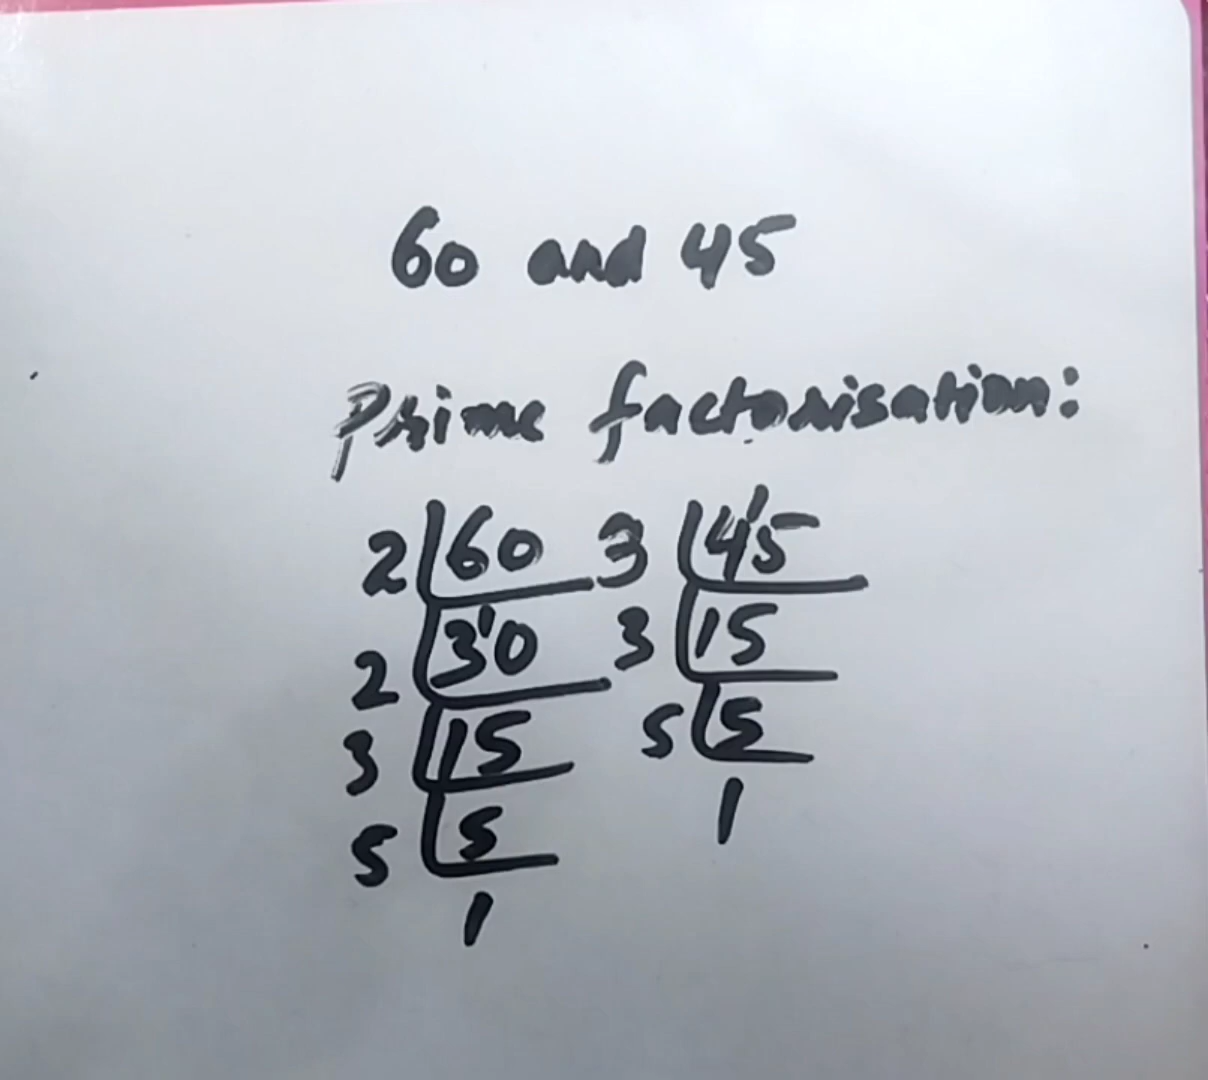 60 and 45
Prime factorisation:
2 60 3 45
2 30 3 15
3 15 5 5
5 5 1
1